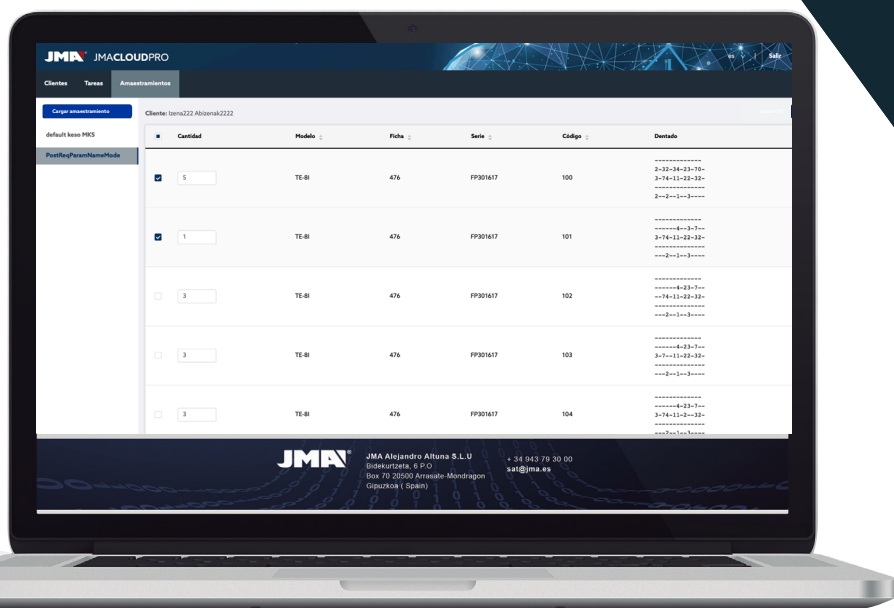 JMA JMACLOUDPRO
es | Salir
Clientes Tareas Amaestramientos
Cargar amaestramiento
default keso MKS
PostReqParamNameMode
Cliente: Izena222 Abizenak2222
Cantidad Modelo Ficha Serie Código Dentado
5 TE-8I 476 FP301617 100
-------------
2-32-34-23-70-
3-74-11-22-32-
--------------
2--2--1--3----
1 TE-8I 476 FP301617 101
-------------
------4--3-7--
3-74-11-22-32-
--------------
---2--1--3----
3 TE-8I 476 FP301617 102
-------------
------4-23-7--
--74-11-22-32-
--------------
---2--1--3----
3 TE-8I 476 FP301617 103
-------------
------4-23-7--
3-7--11-22-32-
--------------
---2--1--3----
3 TE-8I 476 FP301617 104
-------------
------4-23-7--
3-74-11-2--32-
--------------
---2--1--3----
JMA®
JMA Alejandro Altuna S.L.U
Bidekurtzeta, 6 P.O
Box 70 20500 Arrasate-Mondragon
Gipuzkoa ( Spain)
+ 34 943 79 30 00
sat@jma.es